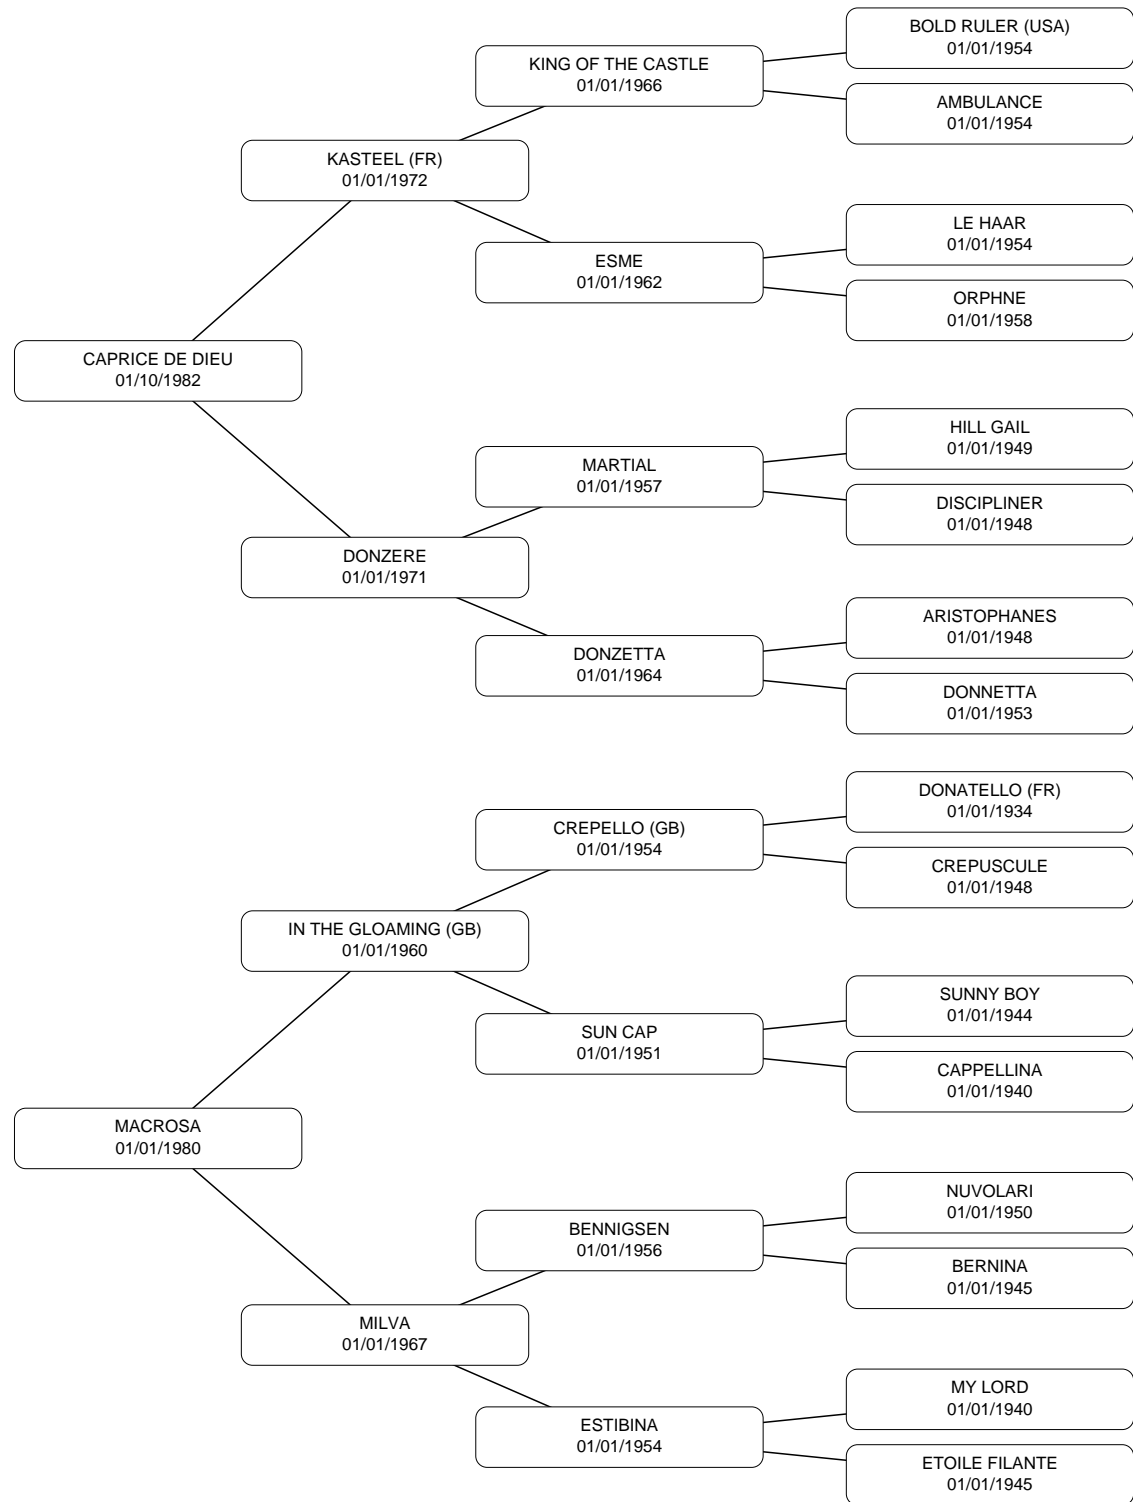 BOLD RULER (USA)
01/01/1954
KING OF THE CASTLE
01/01/1966
AMBULANCE
01/01/1954
KASTEEL (FR)
01/01/1972
LE HAAR
01/01/1954
ESME
01/01/1962
ORPHNE
01/01/1958
CAPRICE DE DIEU
01/10/1982
HILL GAIL
01/01/1949
MARTIAL
01/01/1957
DISCIPLINER
01/01/1948
DONZERE
01/01/1971
ARISTOPHANES
01/01/1948
DONZETTA
01/01/1964
DONNETTA
01/01/1953
DONATELLO (FR)
01/01/1934
CREPELLO (GB)
01/01/1954
CREPUSCULE
01/01/1948
IN THE GLOAMING (GB)
01/01/1960
SUNNY BOY
01/01/1944
SUN CAP
01/01/1951
CAPPELLINA
01/01/1940
MACROSA
01/01/1980
NUVOLARI
01/01/1950
BENNIGSEN
01/01/1956
BERNINA
01/01/1945
MILVA
01/01/1967
MY LORD
01/01/1940
ESTIBINA
01/01/1954
ETOILE FILANTE
01/01/1945